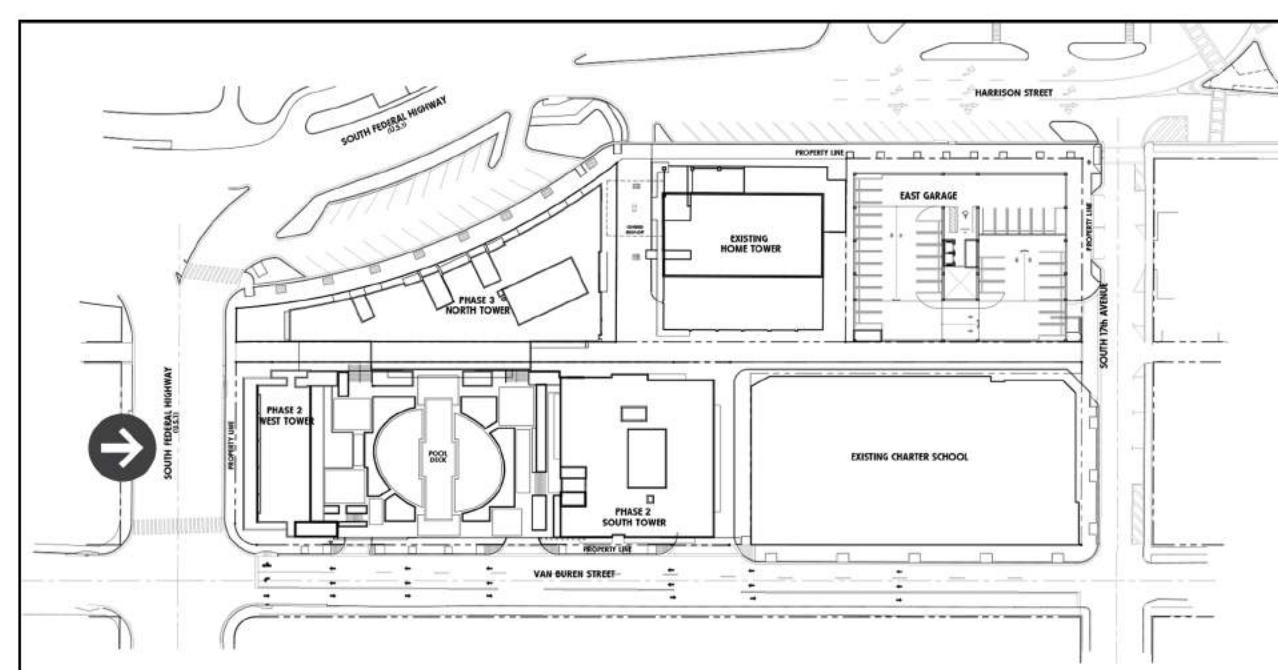 HARRISON STREET
SOUTH FEDERAL HIGHWAY
(U.S.1)
PROPERTY LINE
EAST GARAGE
PROPERTY LINE
EXISTING
HOME TOWER
PHASE 3
NORTH TOWER
SOUTH 17th AVENUE
PHASE 2
WEST TOWER
SOUTH FEDERAL HIGHWAY
(U.S.1)
PROPERTY LINE
POOL
DECK
EXISTING CHARTER SCHOOL
PHASE 2
SOUTH TOWER
PROPERTY LINE
VAN BUREN STREET